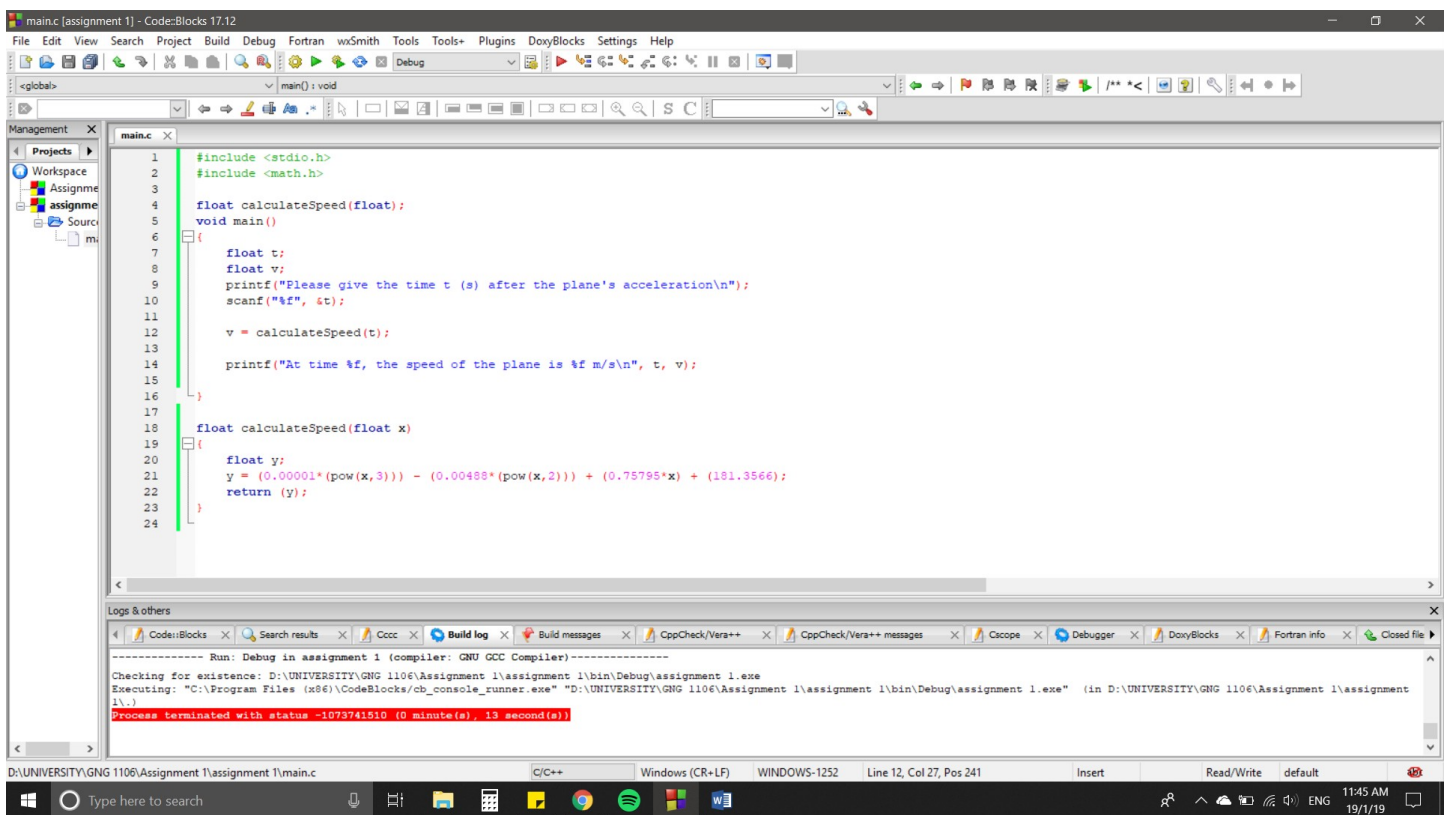 main.c [assignment 1] - Code::Blocks 17.12
File Edit View Search Project Build Debug Fortran wxSmith Tools Tools+ Plugins DoxyBlocks Settings Help
Debug
<global>
main() : void
/** *<
S C
Management
main.c
Projects
Workspace
Assignme
assignme
Sourc
ma
1 #include <stdio.h>
2 #include <math.h>
3
4 float calculateSpeed(float);
5 void main()
6 {
7 float t;
8 float v;
9 printf("Please give the time t (s) after the plane's acceleration\n");
10 scanf("%f", &t);
11
12 v = calculateSpeed(t);
13
14 printf("At time %f, the speed of the plane is %f m/s\n", t, v);
15
16 }
17
18 float calculateSpeed(float x)
19 {
20 float y;
21 y = (0.00001*(pow(x,3))) - (0.00488*(pow(x,2))) + (0.75795*x) + (181.3566);
22 return (y);
23 }
24
Logs & others
Code::Blocks Search results Cccc Build log Build messages CppCheck/Vera++ CppCheck/Vera++ messages Cscope Debugger DoxyBlocks Fortran info Closed file
-------------- Run: Debug in assignment 1 (compiler: GNU GCC Compiler)---------------
Checking for existence: D:\UNIVERSITY\GNG 1106\Assignment 1\assignment 1\bin\Debug\assignment 1.exe
Executing: "C:\Program Files (x86)\CodeBlocks/cb_console_runner.exe" "D:\UNIVERSITY\GNG 1106\Assignment 1\assignment 1\bin\Debug\assignment 1.exe" (in D:\UNIVERSITY\GNG 1106\Assignment 1\assignment
1\.)
Process terminated with status -1073741510 (0 minute(s), 13 second(s))
D:\UNIVERSITY\GNG 1106\Assignment 1\assignment 1\main.c C/C++ Windows (CR+LF) WINDOWS-1252 Line 12, Col 27, Pos 241 Insert Read/Write default
Type here to search
ENG
11:45 AM
19/1/19